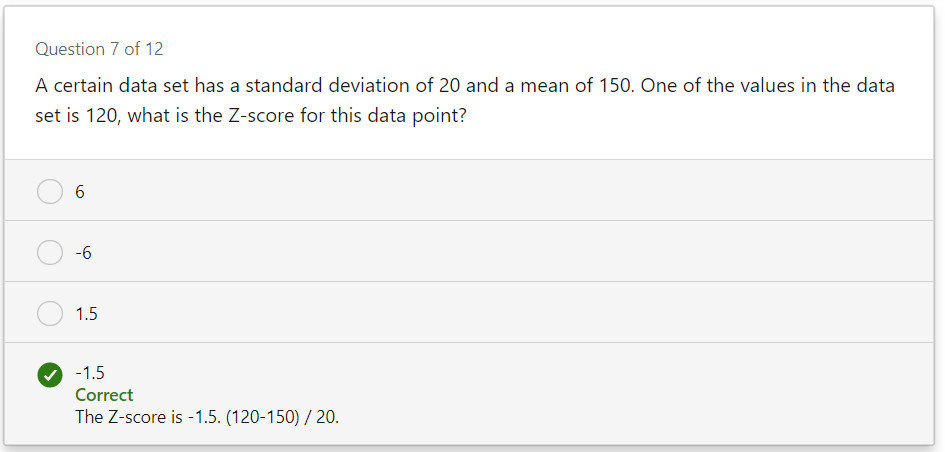 Question 7 of 12
A certain data set has a standard deviation of 20 and a mean of 150. One of the values in the data
set is 120, what is the Z-score for this data point?
6
-6
1.5
-1.5
Correct
The Z-score is -1.5. (120-150) / 20.